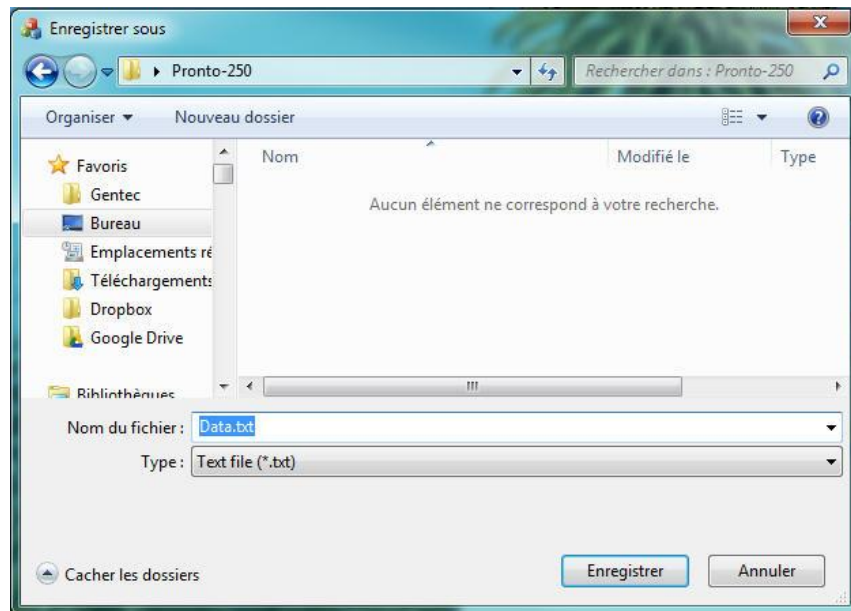 Enregistrer sous
Pronto-250
Rechercher dans : Pronto-250
Organiser
Nouveau dossier
Favoris
Gentec
Bureau
Emplacements ré
Téléchargements
Dropbox
Google Drive
Bibliothèques
Nom
Modifié le
Type
Aucun élément ne correspond à votre recherche.
Nom du fichier :
Data.txt
Type :
Text file (*.txt)
Cacher les dossiers
Enregistrer
Annuler